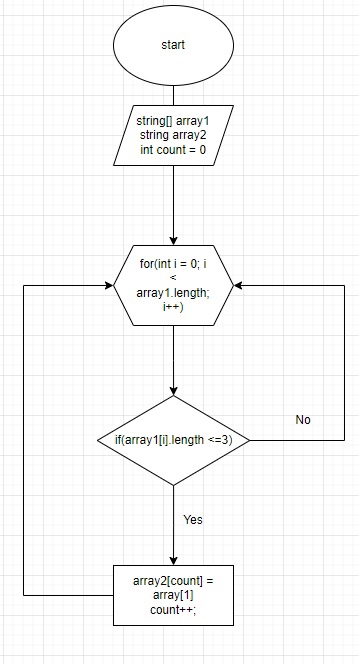 start
string[] array1
string array2
int count = 0
for(int i = 0; i
<
array1.length;
i++)
if(array1[i].length <=3)
No
Yes
array2[count] =
array[1]
count++;